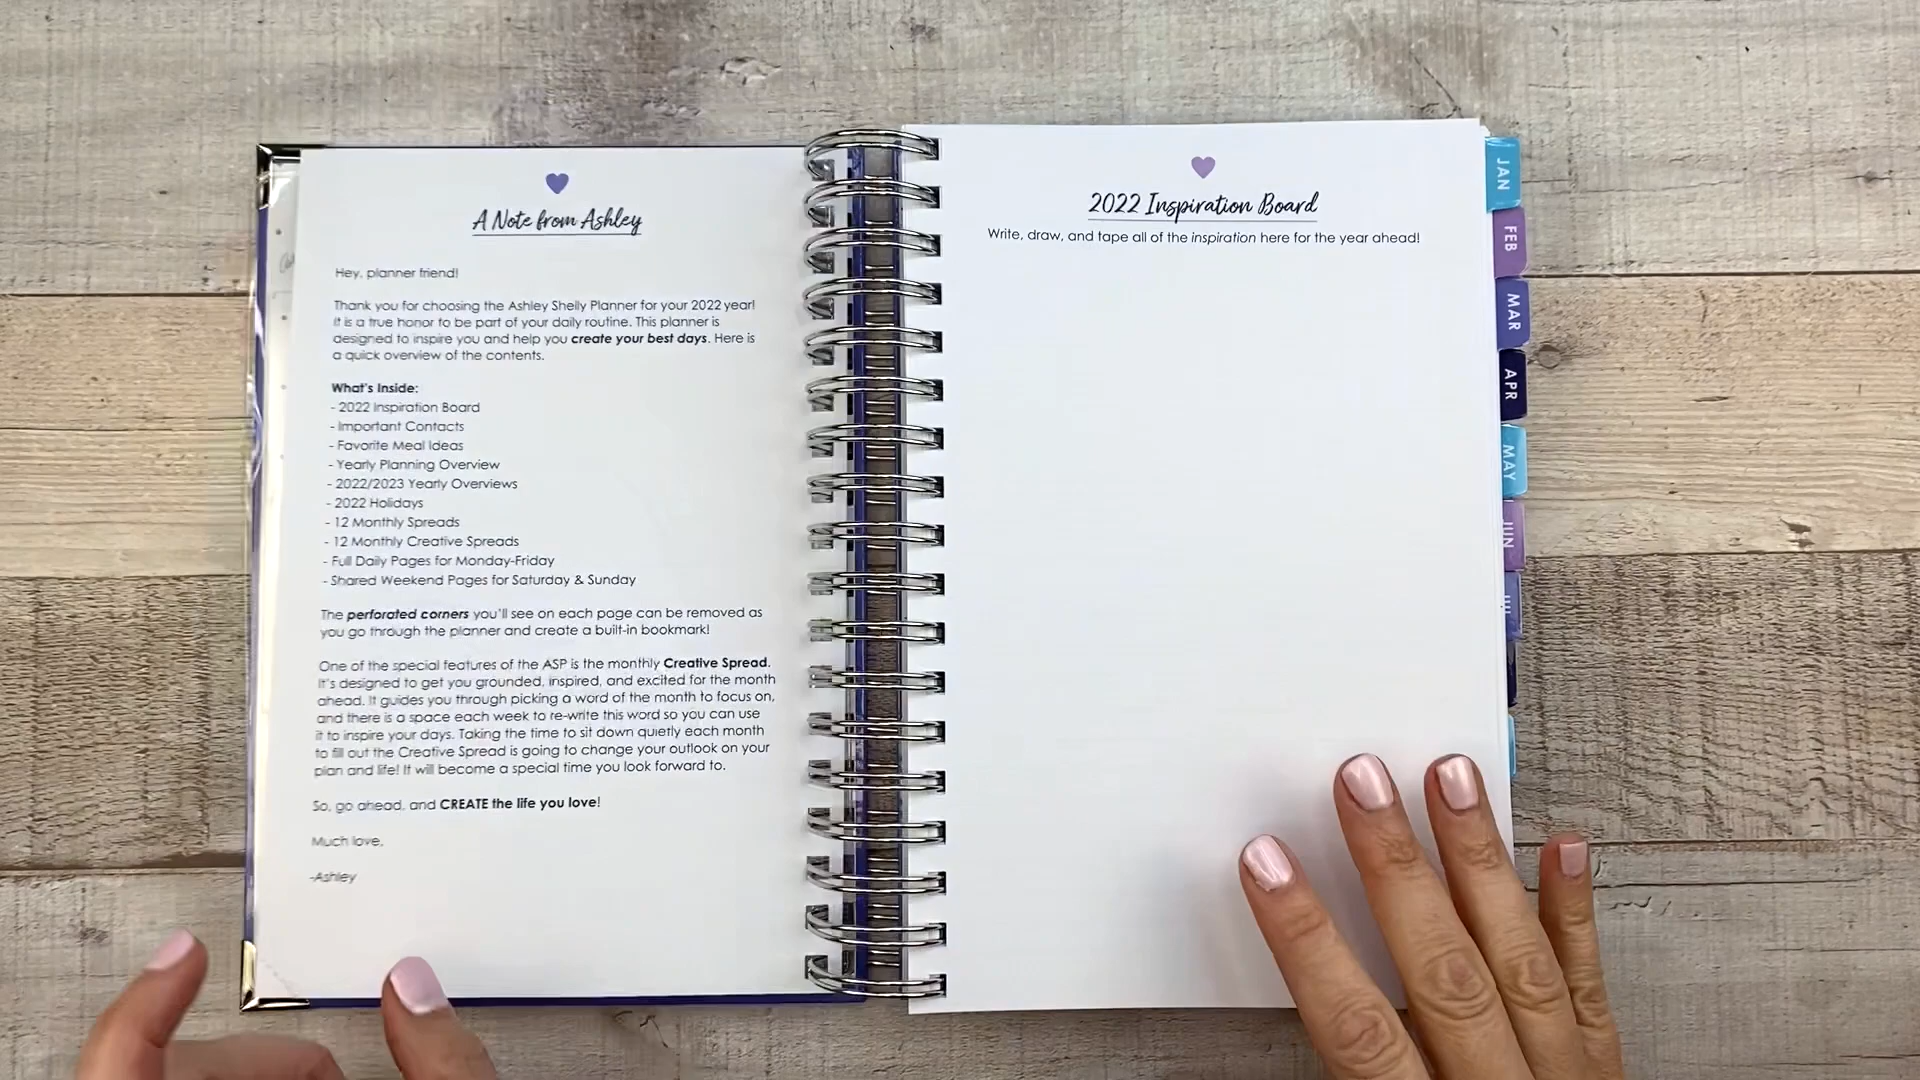 A Note from Ashley
Hey, planner friend!
Thank you for choosing the Ashley Shelly Planner for your 2022 year!
It is a true honor to be part of your daily routine. This planner is
designed to inspire you and help you create your best days. Here is
a quick overview of the contents.
What's Inside:
- 2022 Inspiration Board
- Important Contacts
- Favorite Meal Ideas
- Yearly Planning Overview
- 2022/2023 Yearly Overviews
- 2022 Holidays
- 12 Monthly Spreads
- 12 Monthly Creative Spreads
- Full Daily Pages for Monday-Friday
- Shared Weekend Pages for Saturday & Sunday
The perforated corners you'll see on each page can be removed as
you go through the planner and create a built-in bookmark!
One of the special features of the ASP is the monthly Creative Spread.
It's designed to get you grounded, inspired, and excited for the month
ahead. It guides you through picking a word of the month to focus on,
and there is a space each week to re-write this word so you can use
it to inspire your days. Taking the time to sit down quietly each month
to fill out the Creative Spread is going to change your outlook on your
plan and life! It will become a special time you look forward to.
So, go ahead, and CREATE the life you love!
Much love,
-Ashley
2022 Inspiration Board
Write, draw, and tape all of the inspiration here for the year ahead!
JAN
FEB
MAR
APR
MAY
JUN